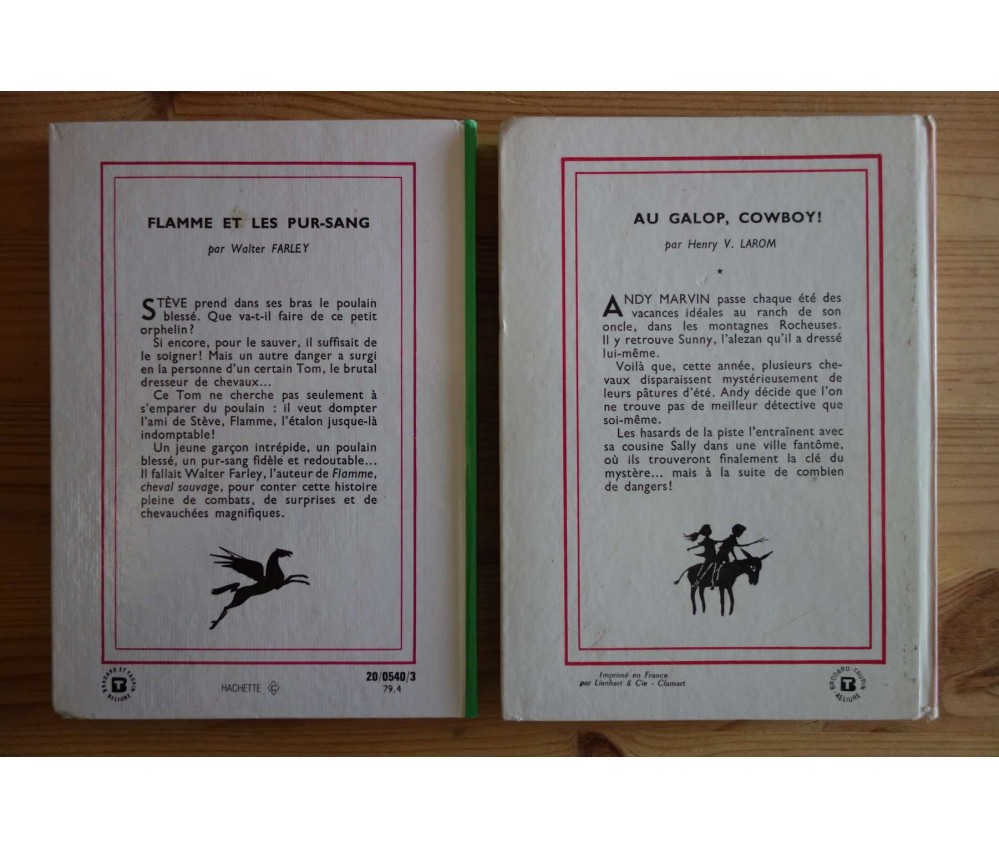 FLAMME ET LES PUR-SANG
par Walter FARLEY
STÈVE prend dans ses bras le poulain
blessé. Que va-t-il faire de ce petit
orphelin?
Si encore, pour le sauver, il suffisait de
le soigner! Mais un autre danger a surgi
en la personne d'un certain Tom, le brutal
dresseur de chevaux...
Ce Tom ne cherche pas seulement à
s'emparer du poulain : il veut dompter
l'ami de Stève, Flamme, l'étalon jusque-là
indomptable!
Un jeune garçon intrépide, un poulain
blessé, un pur-sang fidèle et redoutable...
Il fallait Walter Farley, l'auteur de Flamme,
cheval sauvage, pour conter cette histoire
pleine de combats, de surprises et de
chevauchées magnifiques.
BRODARD ET TAUPIN
RELIURE
HACHETTE C
20/0540/3
79.4
AU GALOP, COWBOY!
par Henry V. LAROM
★
ANDY MARVIN passe chaque été des
vacances idéales au ranch de son
oncle, dans les montagnes Rocheuses.
Il y retrouve Sunny, l'alezan qu'il a dressé
lui-même.
Voilà que, cette année, plusieurs che-
vaux disparaissent mystérieusement de
leurs pâtures d'été. Andy décide que l'on
ne trouve pas de meilleur détective que
soi-même.
Les hasards de la piste l'entraînent avec
sa cousine Sally dans une ville fantôme,
où ils trouveront finalement la clé du
mystère... mais à la suite de combien
de dangers!
Imprimé en France
par Lienhart & Cie - Clamart
BRODARD-TAUPIN
RELIURE